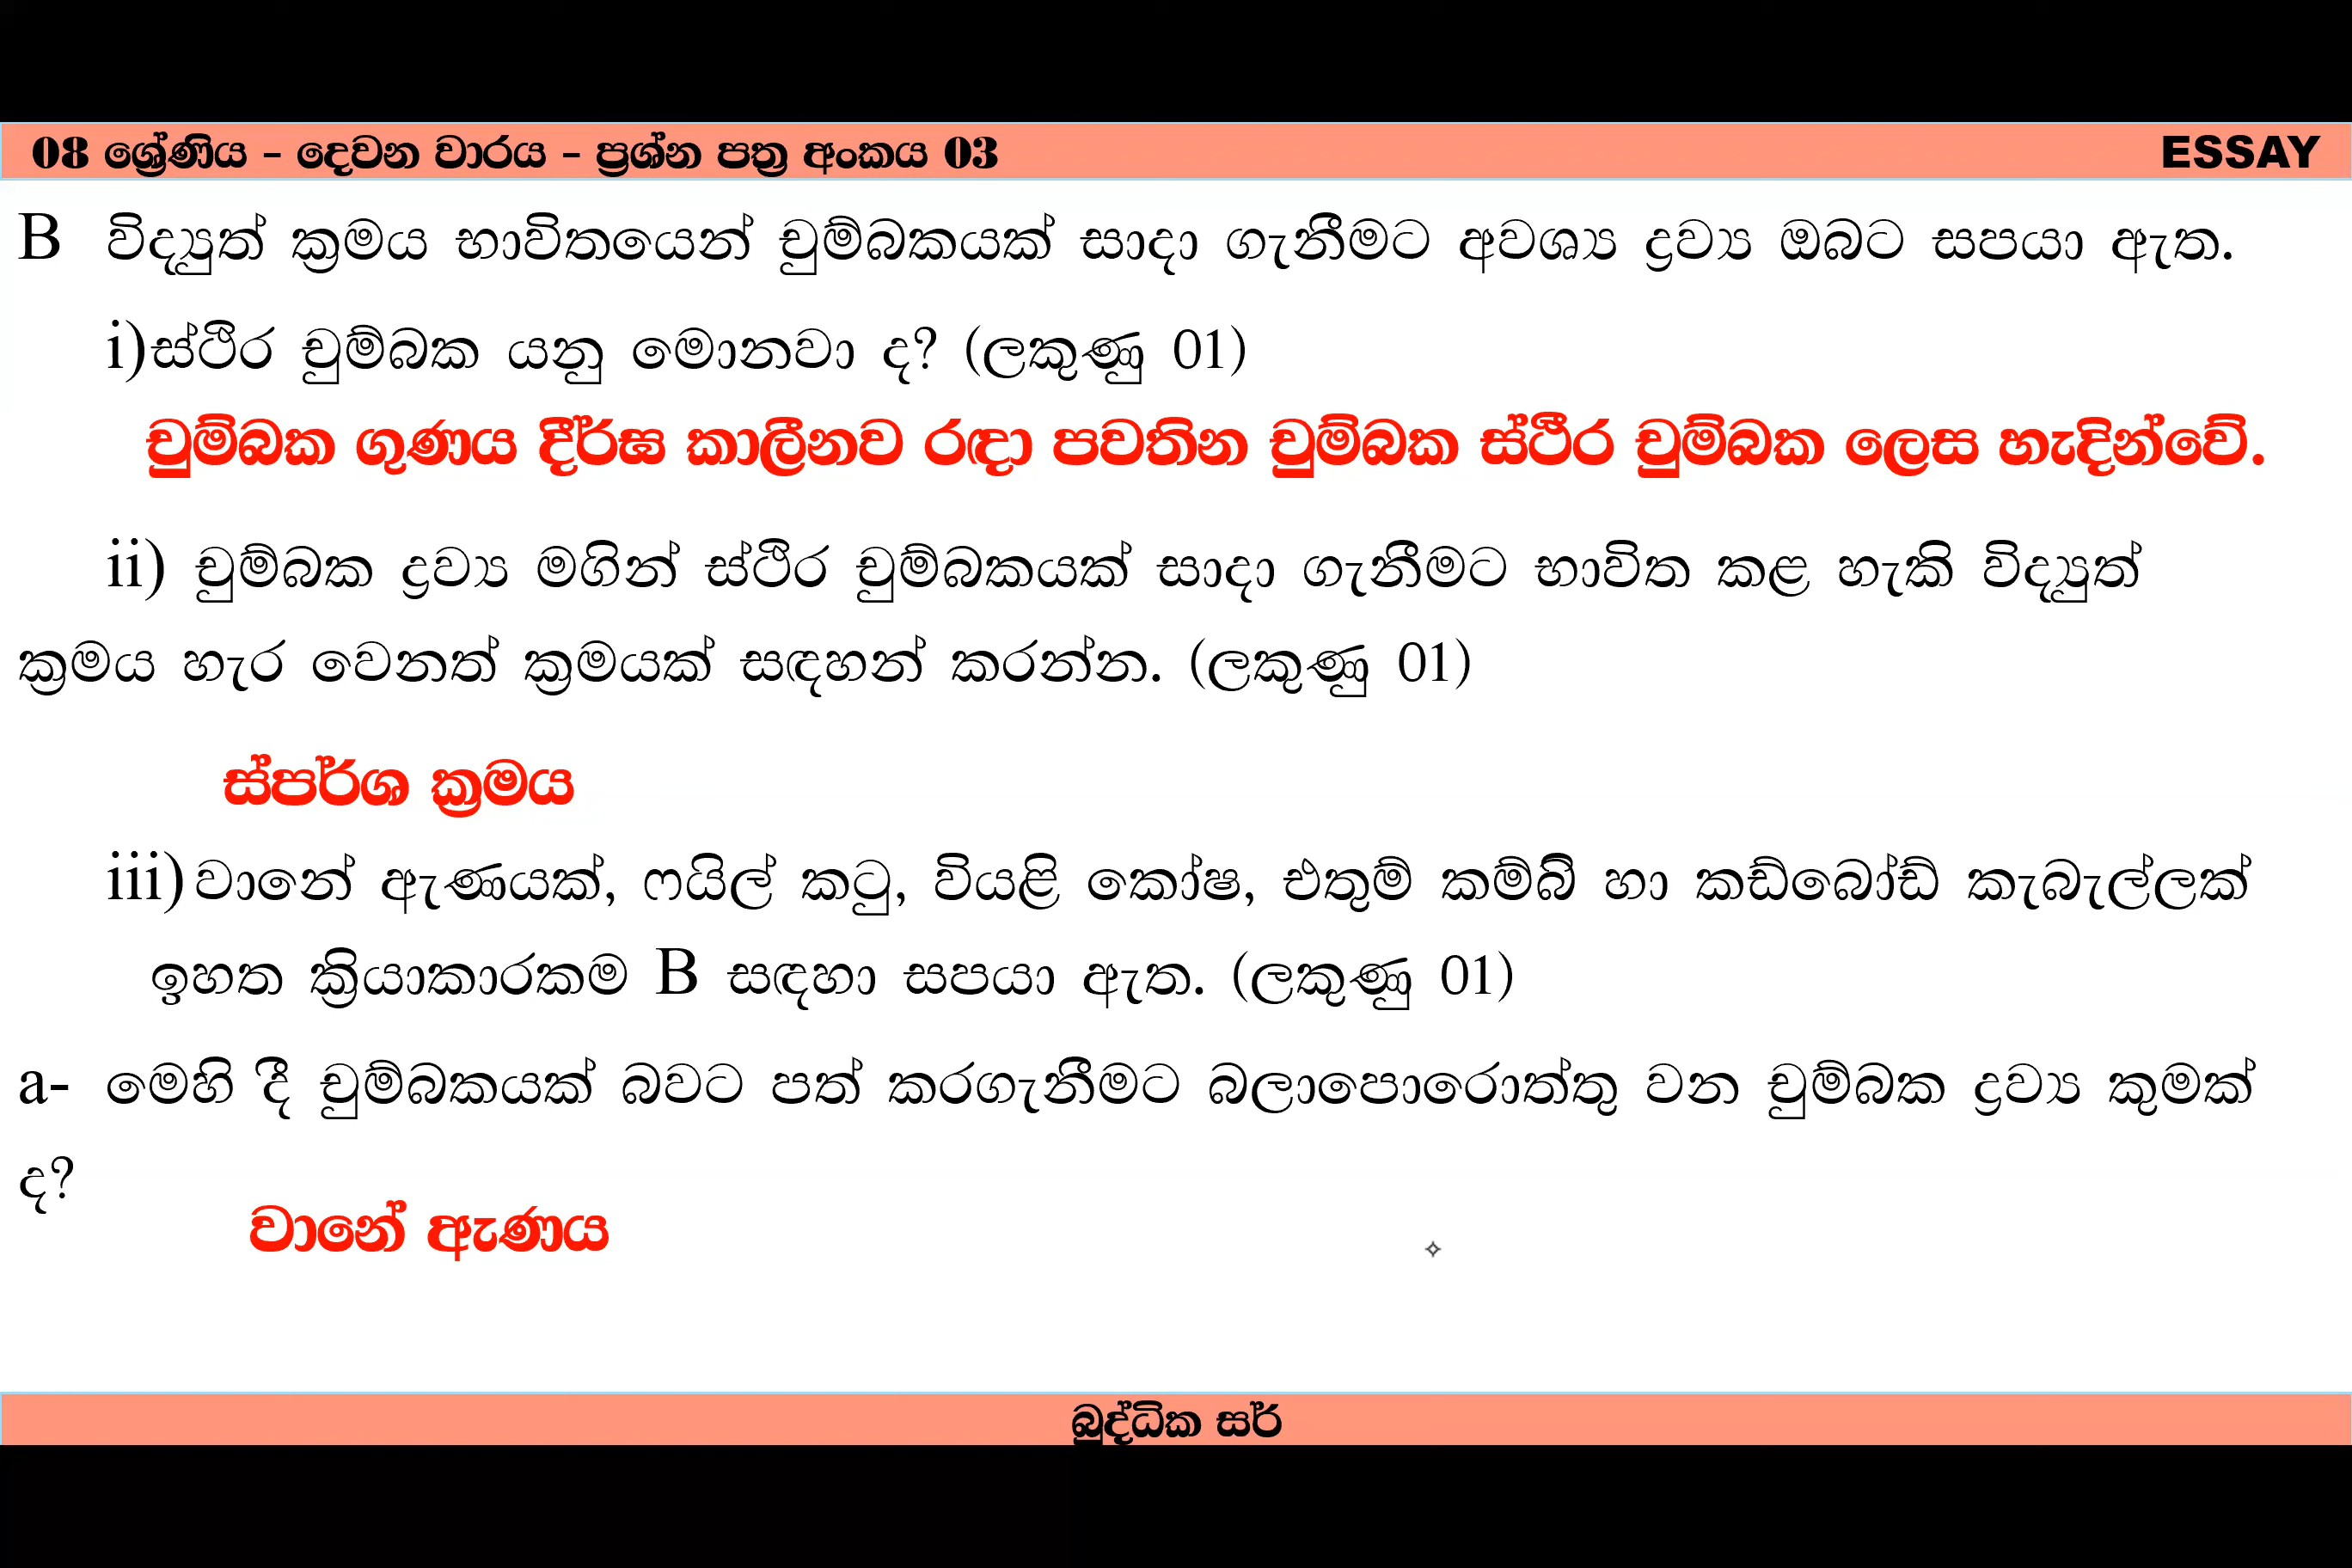 08 ශ්‍රේණිය - දෙවන වාරය - ප්‍රශ්න පත්‍ර අංකය 03
ESSAY
B විද්‍යුත් ක්‍රමය භාවිතයෙන් චුම්බකයක් සාදා ගැනීමට අවශ්‍ය ද්‍රව්‍ය ඔබට සපයා ඇත.
i)ස්ථිර චුම්බක යනු මොනවා ද? (ලකුණු 01)
චුම්බක ගුණය දීර්ඝ කාලීනව රඳා පවතින චුම්බක ස්ථීර චුම්බක ලෙස හැදින්වේ.
ii) චුම්බක ද්‍රව්‍ය මගින් ස්ථිර චුම්බකයක් සාදා ගැනීමට භාවිත කළ හැකි විද්‍යුත්
ක්‍රමය හැර වෙනත් ක්‍රමයක් සඳහන් කරන්න. (ලකුණු 01)
ස්පර්ශ ක්‍රමය
iii) වානේ ඇණයක්, ෆයිල් කටු, වියළි කෝෂ, එතුම් කම්බි හා කඩ්බෝඩ් කැබැල්ලක්
ඉහත ක්‍රියාකාරකම B සඳහා සපයා ඇත. (ලකුණු 01)
a- මෙහි දී චුම්බකයක් බවට පත් කරගැනීමට බලාපොරොත්තු වන චුම්බක ද්‍රව්‍ය කුමක්
ද?
වානේ ඇණය
බුද්ධික සර්